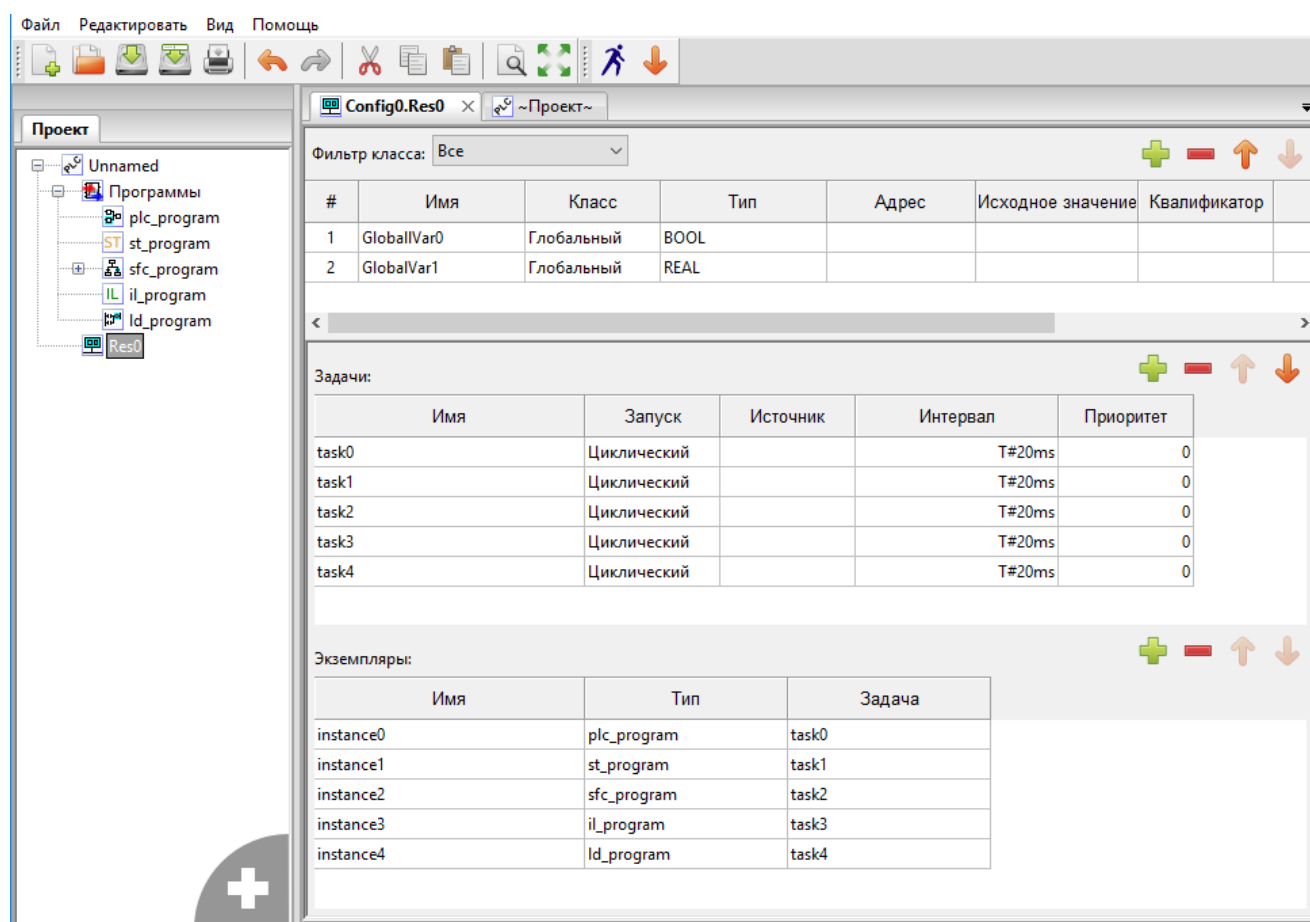 Файл Редактировать Вид Помощь
Проект
Unnamed
Программы
plc_program
ST st_program
sfc_program
IL il_program
ld_program
Res0
Config0.Res0 ~Проект~
Фильтр класса: Все
# Имя Класс Тип Адрес Исходное значение Квалификатор
1 GloballVar0 Глобальный BOOL
2 GlobalVar1 Глобальный REAL
Задачи:
Имя Запуск Источник Интервал Приоритет
task0 Циклический T#20ms 0
task1 Циклический T#20ms 0
task2 Циклический T#20ms 0
task3 Циклический T#20ms 0
task4 Циклический T#20ms 0
Экземпляры:
Имя Тип Задача
instance0 plc_program task0
instance1 st_program task1
instance2 sfc_program task2
instance3 il_program task3
instance4 ld_program task4